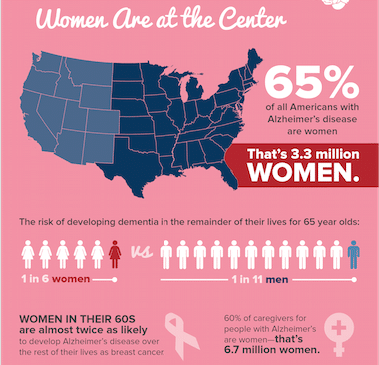 Women Are at the Center
65%
of all Americans with
Alzheimer's disease
are women
That's 3.3 million
WOMEN.
The risk of developing dementia in the remainder of their lives for 65 year olds:
vs
1 in 6 women
1 in 11 men
WOMEN IN THEIR 60S
are almost twice as likely
to develop Alzheimer's disease over
the rest of their lives as breast cancer
60% of caregivers for
people with Alzheimer's
are women—that's
6.7 million women.